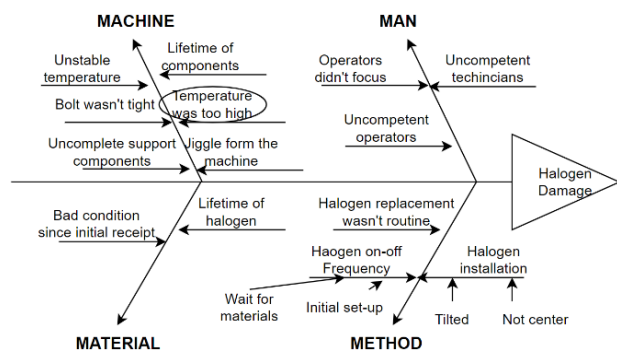 MACHINE
MAN
Unstable
temperature
Lifetime of
components
Bolt wasn't tight
Temperature
was too high
Uncomplete support
components
Jiggle form the
machine
Operators
didn't focus
Uncompetent
techincians
Uncompetent
operators
Halogen
Damage
Bad condition
since initial receipt
Lifetime of
halogen
Halogen replacement
wasn't routine
Haogen on-off
Frequency
Halogen
installation
Wait for
materials
Initial set-up
Tilted
Not center
MATERIAL
METHOD